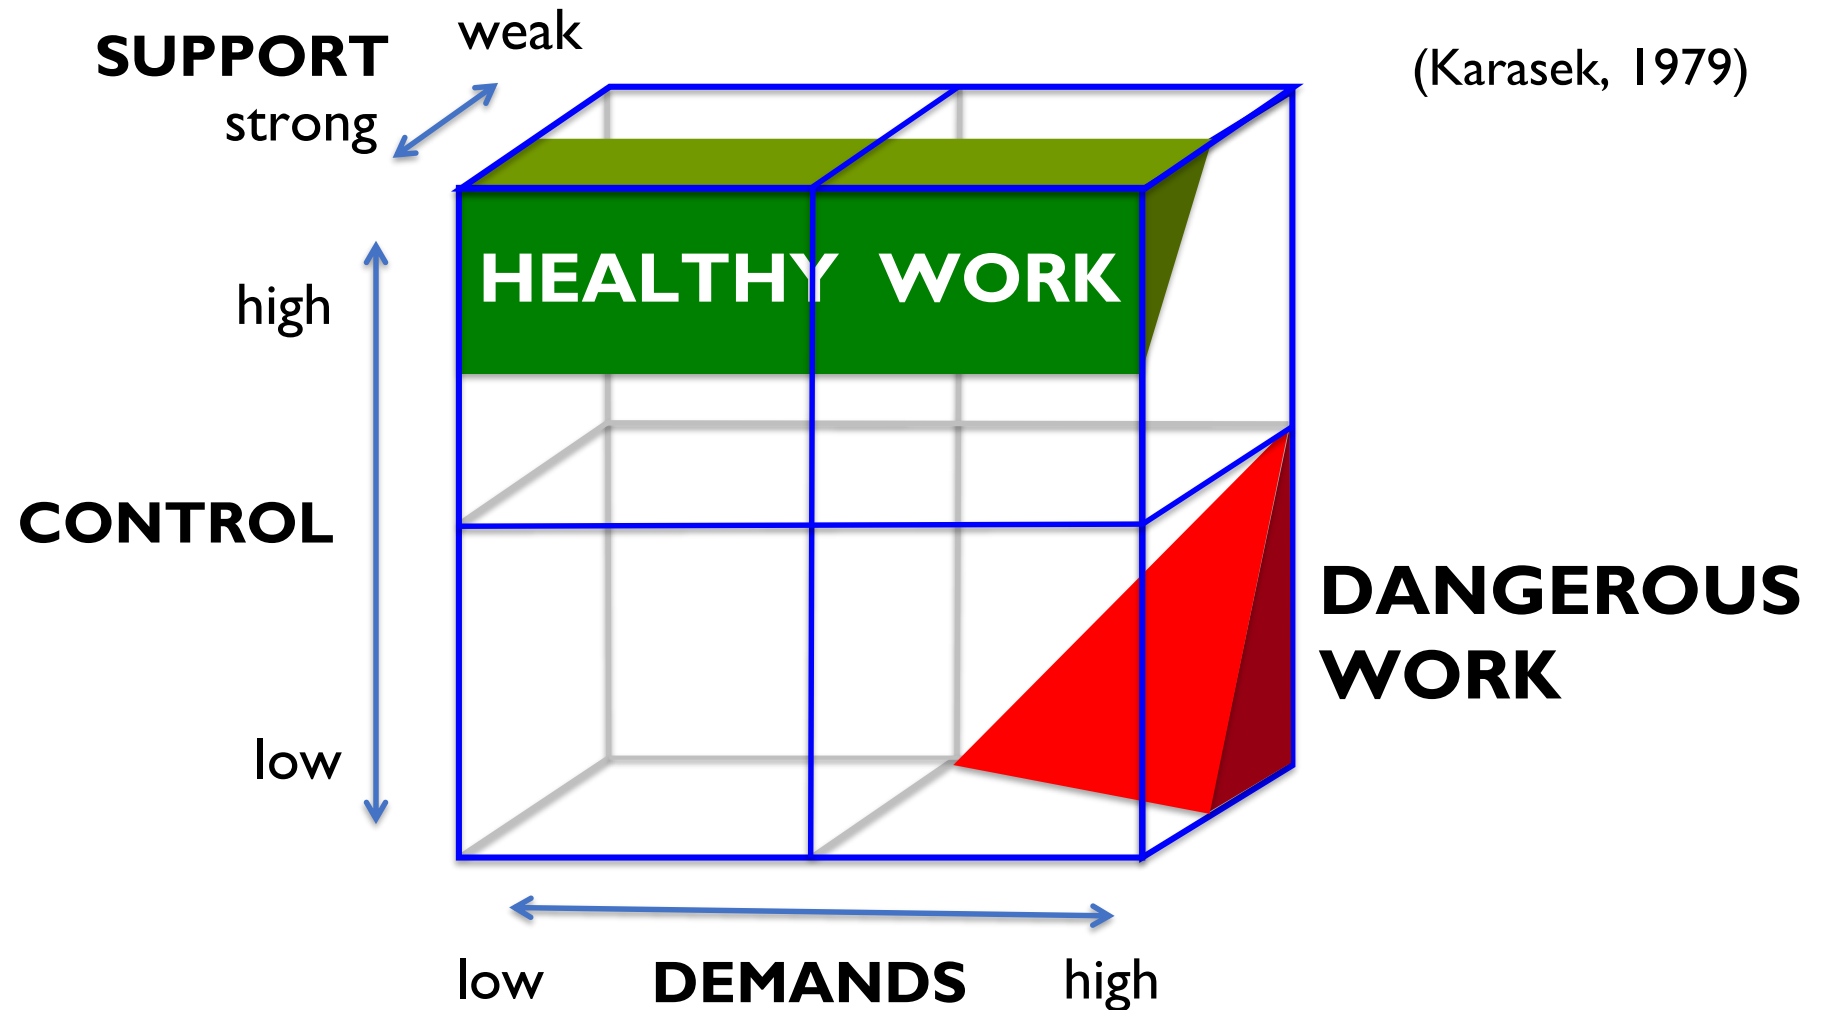 SUPPORT
weak
strong
(Karasek, 1979)
HEALTHY WORK
high
CONTROL
low
DANGEROUS
WORK
low DEMANDS high